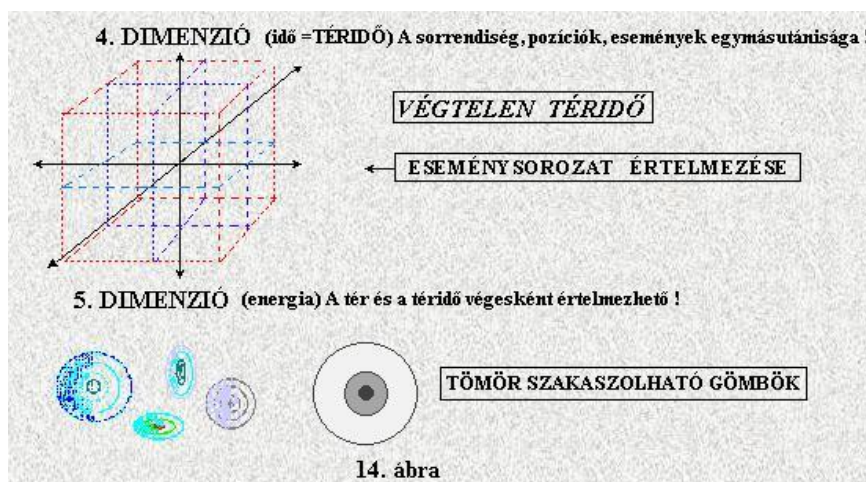 4. DIMENZIÓ (idő =TÉRIDŐ) A sorrendiség, pozíciók, események egymásutánisága !
VÉGTELEN TÉRIDŐ
ESEMÉNYSOROZAT ÉRTELMEZÉSE
5. DIMENZIÓ (energia) A tér és a téridő végesként értelmezhető !
TÖMÖR SZAKASZOLHATÓ GÖMBÖK
14. ábra